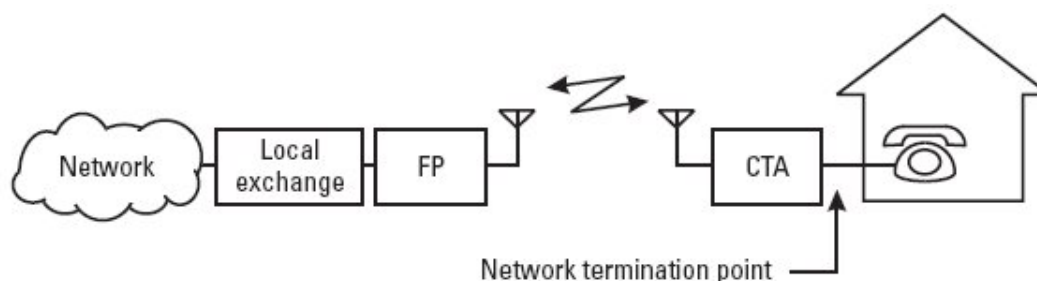 Network
Local
exchange
FP
CTA
Network termination point